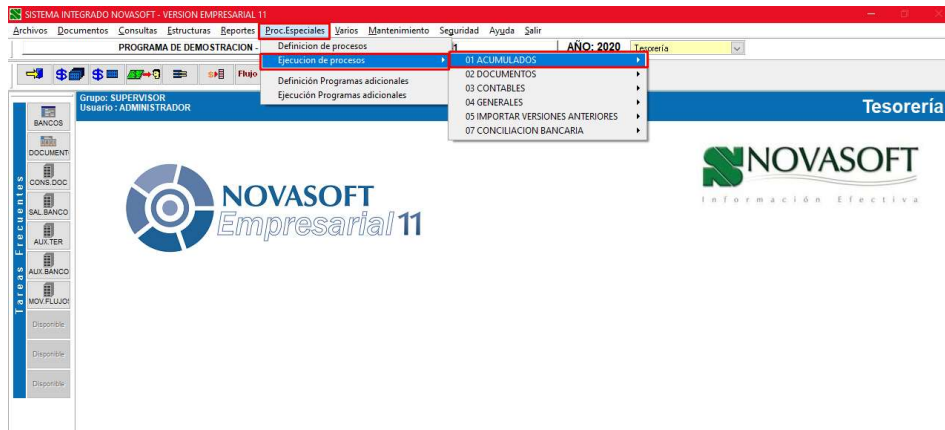 SISTEMA INTEGRADO NOVASOFT - VERSION EMPRESARIAL 11
Archivos Documentos Consultas Estructuras Reportes Proc.Especiales Varios Mantenimiento Seguridad Ayuda Salir
PROGRAMA DE DEMOSTRACION - 1 AÑO: 2020 Tesorería
Definicion de procesos
Ejecucion de procesos
Definición Programas adicionales
Ejecución Programas adicionales
01 ACUMULADOS
02 DOCUMENTOS
03 CONTABLES
04 GENERALES
05 IMPORTAR VERSIONES ANTERIORES
07 CONCILIACION BANCARIA
Flujo
Grupo: SUPERVISOR
Usuario : ADMINISTRADOR
Tesorería
Tareas Frecuentes
BANCOS
DOCUMENT
CONS.DOC
SAL.BANCO
AUX.TER
AUX.BANCO
MOV.FLUJO
Disponible
Disponible
Disponible
NOVASOFT
Empresarial 11
NOVASOFT
Información Efectiva